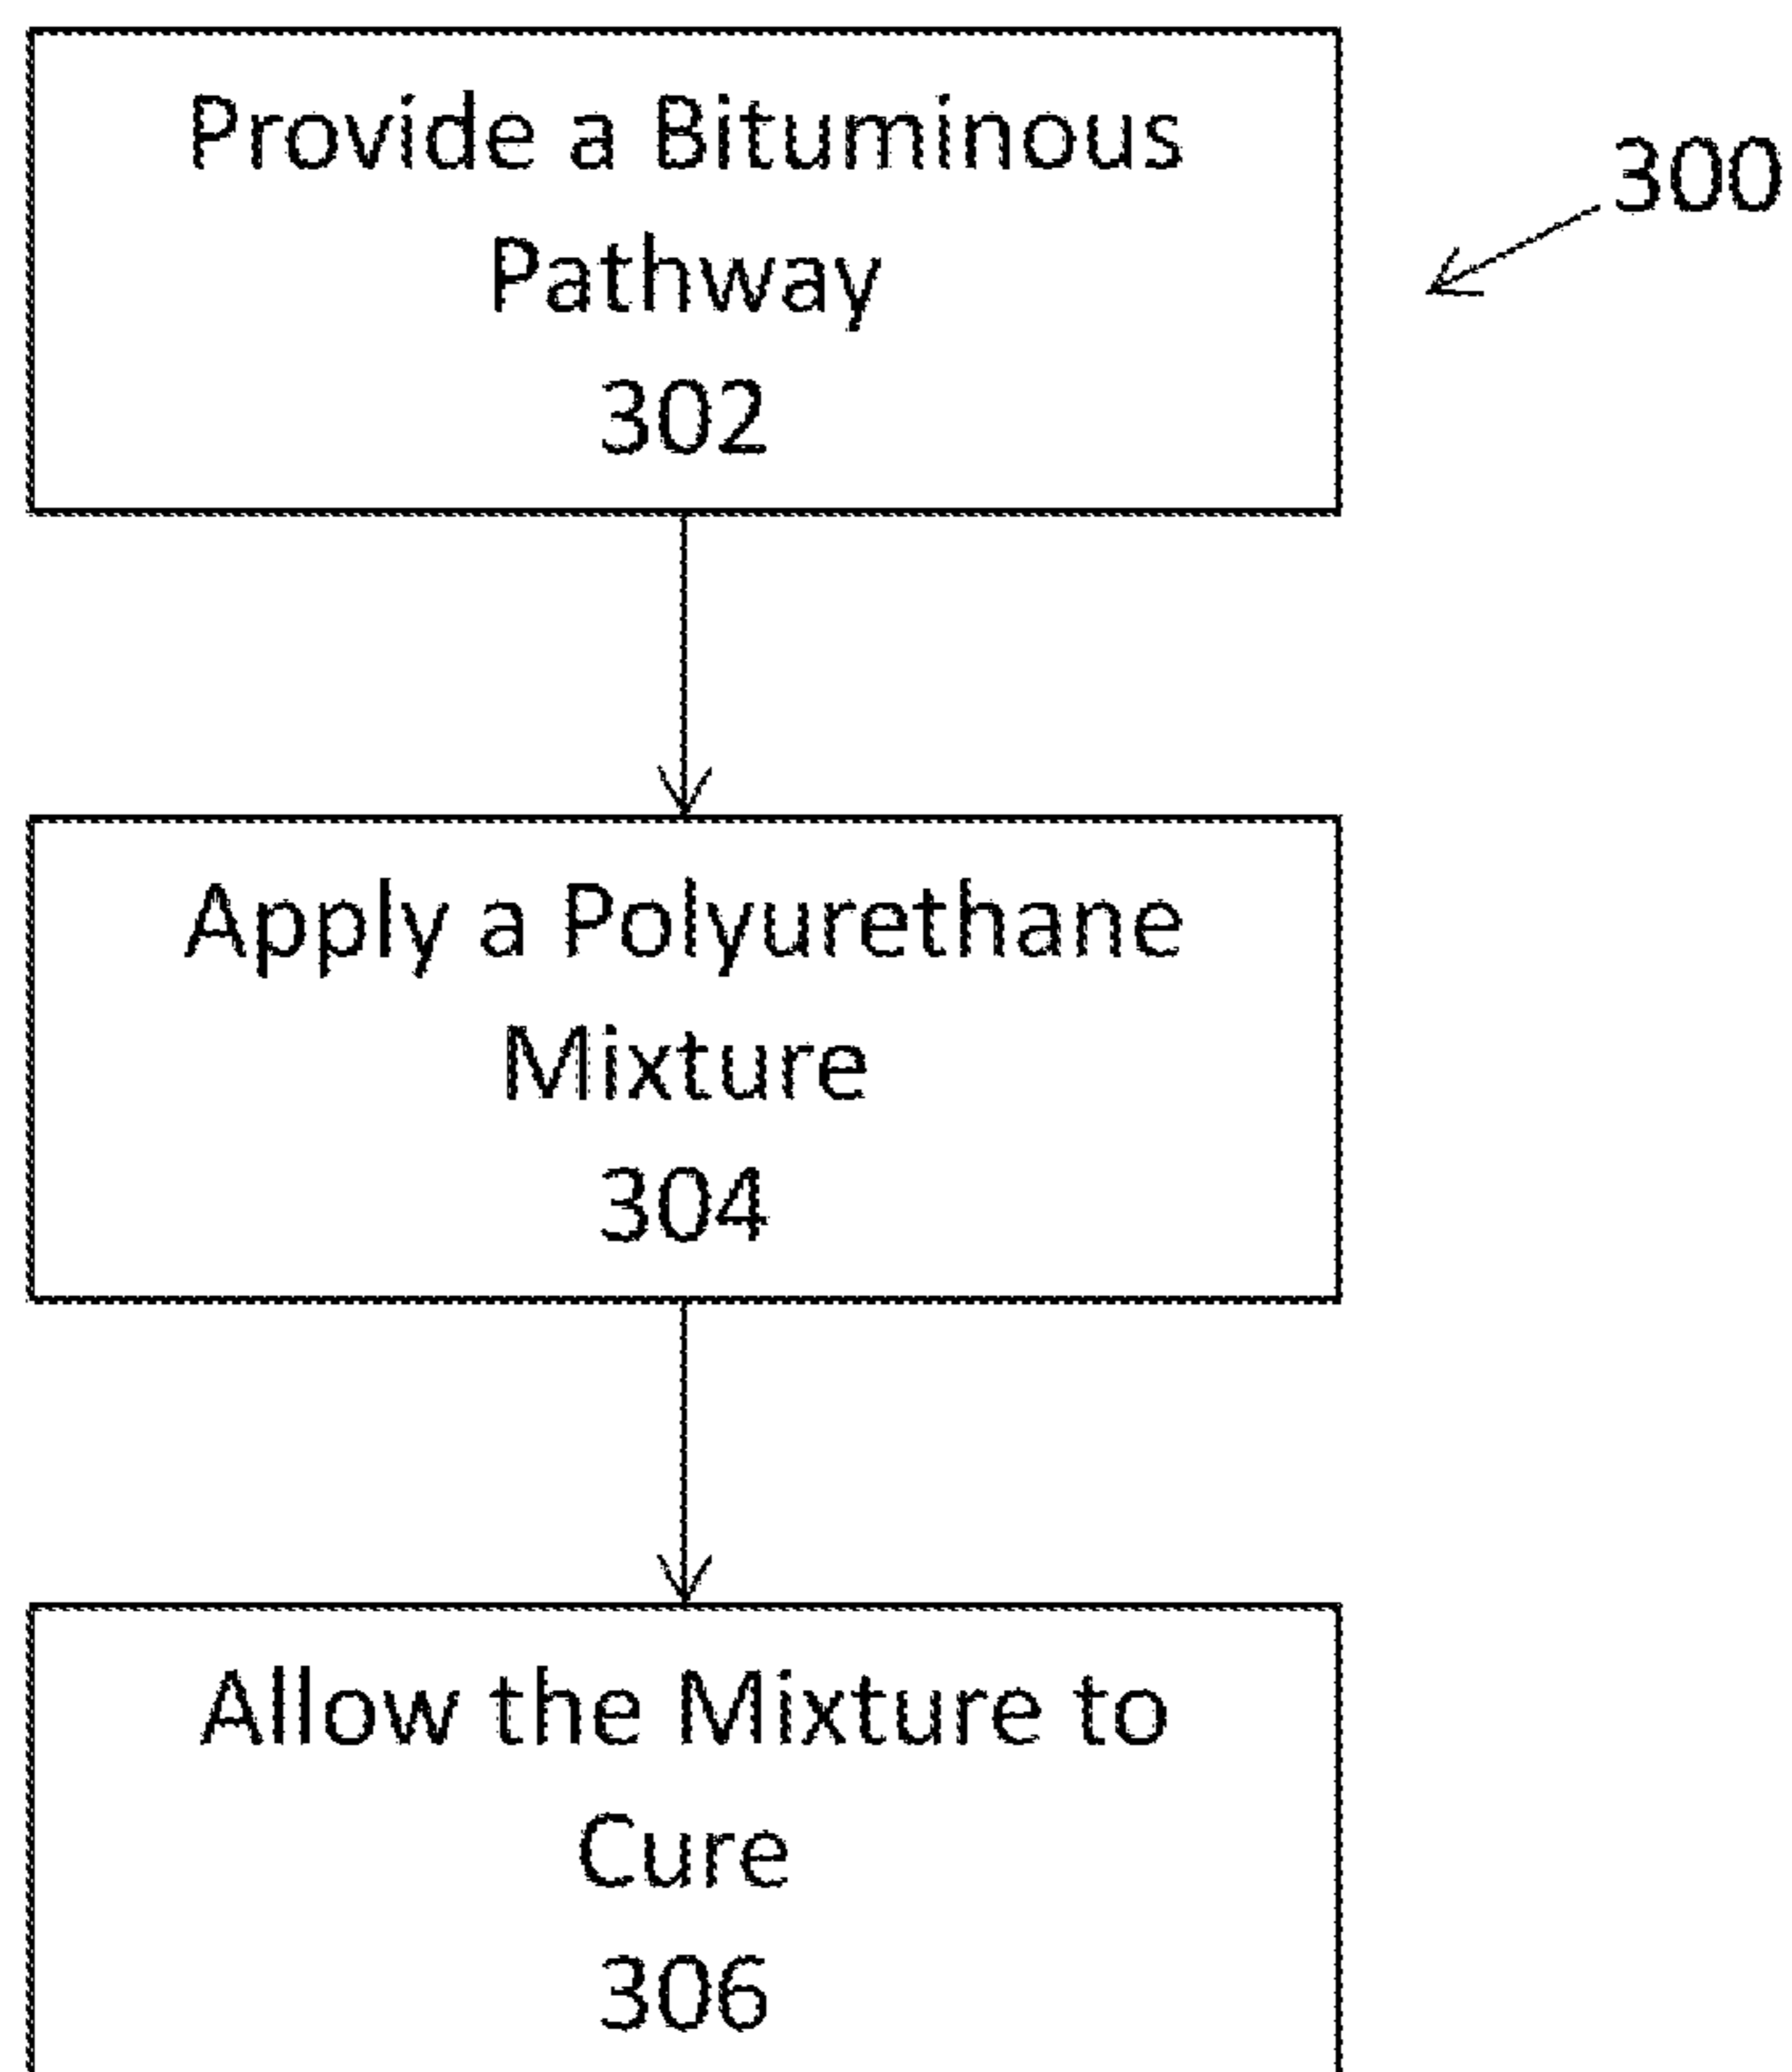 Provide a Bituminous
Pathway
302
300
Apply a Polyurethane
Mixture
304
Allow the Mixture to
Cure
306